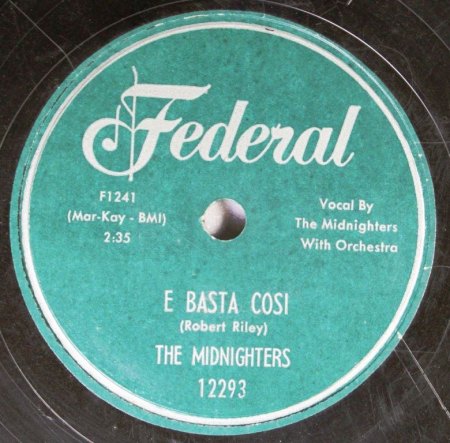 Federal
F1241
(Mar-Kay - BMI)
2:35
Vocal By
The Midnighters
With Orchestra
E BASTA COSI
(Robert Riley)
THE MIDNIGHTERS
12293